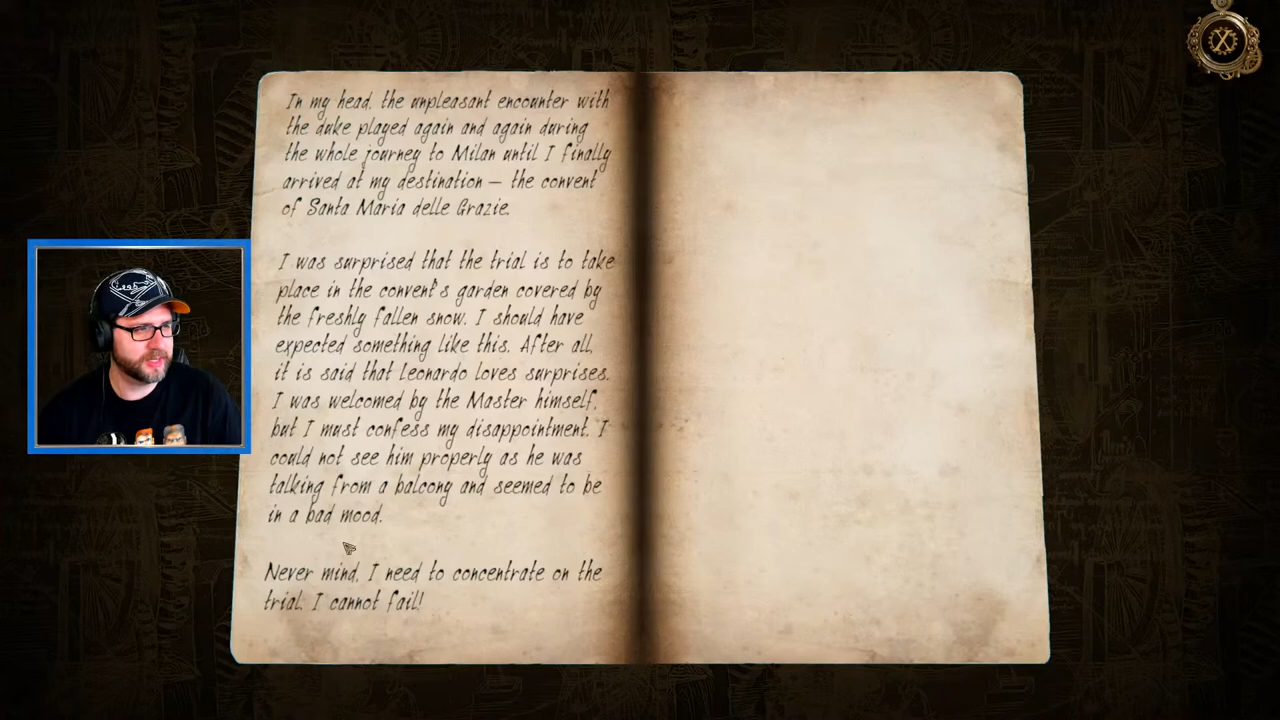 In my head, the unpleasant encounter with
the duke played again and again during
the whole journey to Milan until I finally
arrived at my destination – the convent
of Santa Maria delle Grazie.
I was surprised that the trial is to take
place in the convent's garden covered by
the freshly fallen snow. I should have
expected something like this. After all,
it is said that Leonardo loves surprises.
I was welcomed by the Master himself,
but I must confess my disappointment. I
could not see him properly as he was
talking from a balcony and seemed to be
in a bad mood.
Never mind, I need to concentrate on the
trial. I cannot fail!